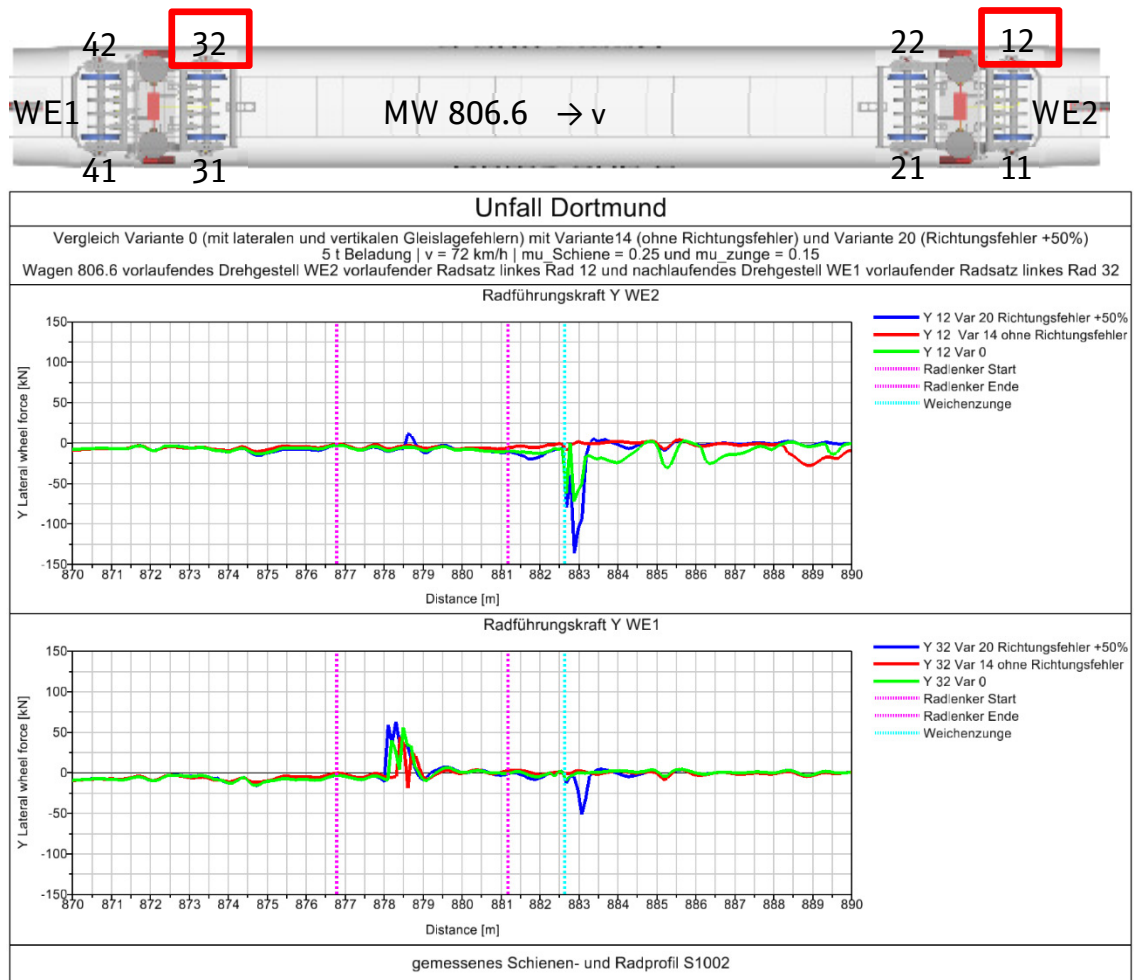 42 32 22 12
WE1 MW 806.6 → v WE2
41 31 21 11
Unfall Dortmund
Vergleich Variante 0 (mit lateralen und vertikalen Gleislagefehlern) mit Variante14 (ohne Richtungsfehler) und Variante 20 (Richtungsfehler +50%)
5 t Beladung | v = 72 km/h | mu_Schiene = 0.25 und mu_zunge = 0.15
Wagen 806.6 vorlaufendes Drehgestell WE2 vorlaufender Radsatz linkes Rad 12 und nachlaufendes Drehgestell WE1 vorlaufender Radsatz linkes Rad 32
Radführungskraft Y WE2
Y Lateral wheel force [kN]
150
100
50
0
-50
-100
-150
870 871 872 873 874 875 876 877 878 879 880 881 882 883 884 885 886 887 888 889 890
Distance [m]
Y 12 Var 20 Richtungsfehler +50%
Y 12 Var 14 ohne Richtungsfehler
Y 12 Var 0
Radlenker Start
Radlenker Ende
Weichenzunge
Radführungskraft Y WE1
Y Lateral wheel force [kN]
150
100
50
0
-50
-100
-150
870 871 872 873 874 875 876 877 878 879 880 881 882 883 884 885 886 887 888 889 890
Distance [m]
Y 32 Var 20 Richtungsfehler +50%
Y 32 Var 14 ohne Richtungsfehler
Y 32 Var 0
Radlenker Start
Radlenker Ende
Weichenzunge
gemessenes Schienen- und Radprofil S1002